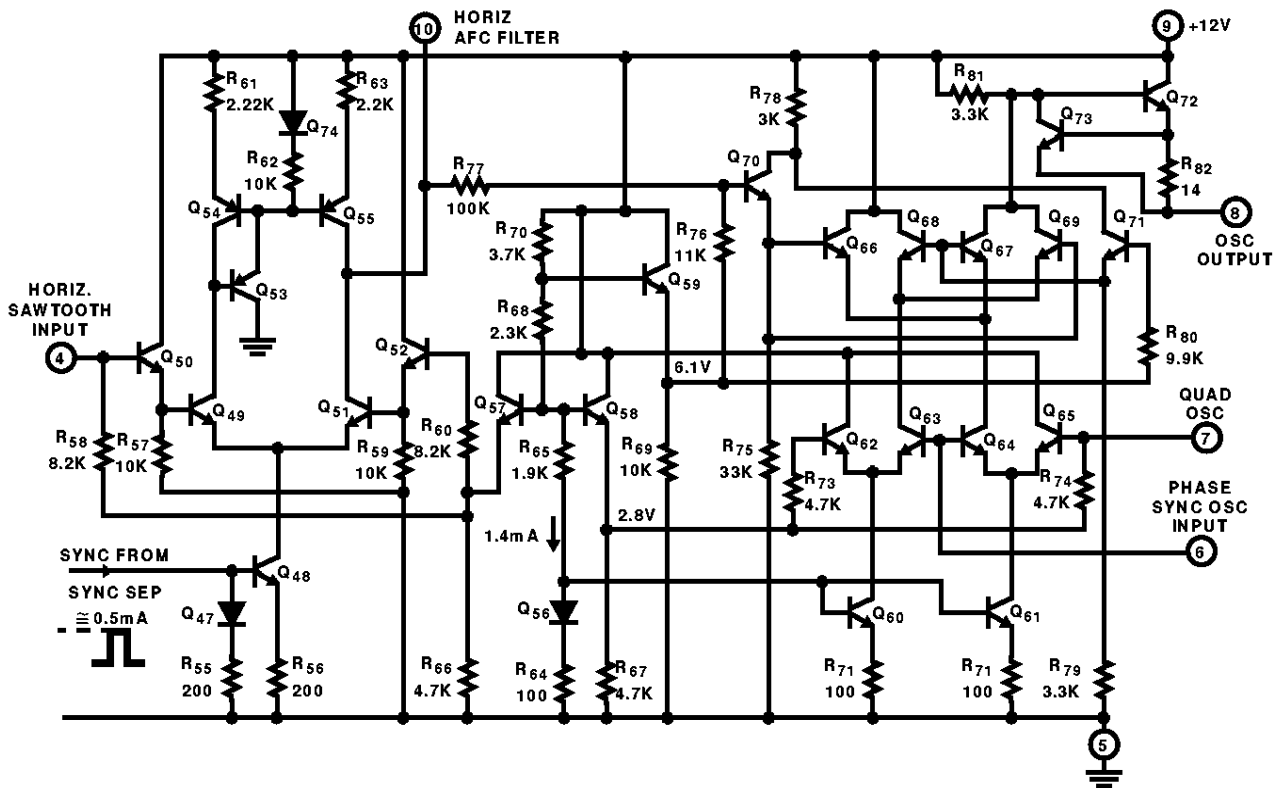 10
HORIZ
AFC FILTER
9
+12V
R61
2.22K
R63
2.2K
Q74
R62
10K
R77
100K
R78
3K
R81
3.3K
Q72
Q73
R82
14
8
OSC
OUTPUT
Q54
Q55
Q53
R70
3.7K
R68
2.3K
Q59
R76
11K
Q70
Q66
Q68
Q67
Q69
Q71
HORIZ.
SAWTOOTH
INPUT
4
Q50
Q49
Q52
Q51
6.1V
R80
9.9K
Q57
Q58
QUAD
OSC
7
R58
8.2K
R57
10K
R59
10K
R60
8.2K
R65
1.9K
R69
10K
R75
33K
Q62
Q63
Q64
Q65
R73
4.7K
R74
4.7K
PHASE
SYNC OSC
INPUT
6
2.8V
1.4mA
SYNC FROM
SYNC SEP
≅0.5mA
Q48
Q47
Q56
Q60
Q61
R55
200
R56
200
R66
4.7K
R64
100
R67
4.7K
R71
100
R71
100
R79
3.3K
5